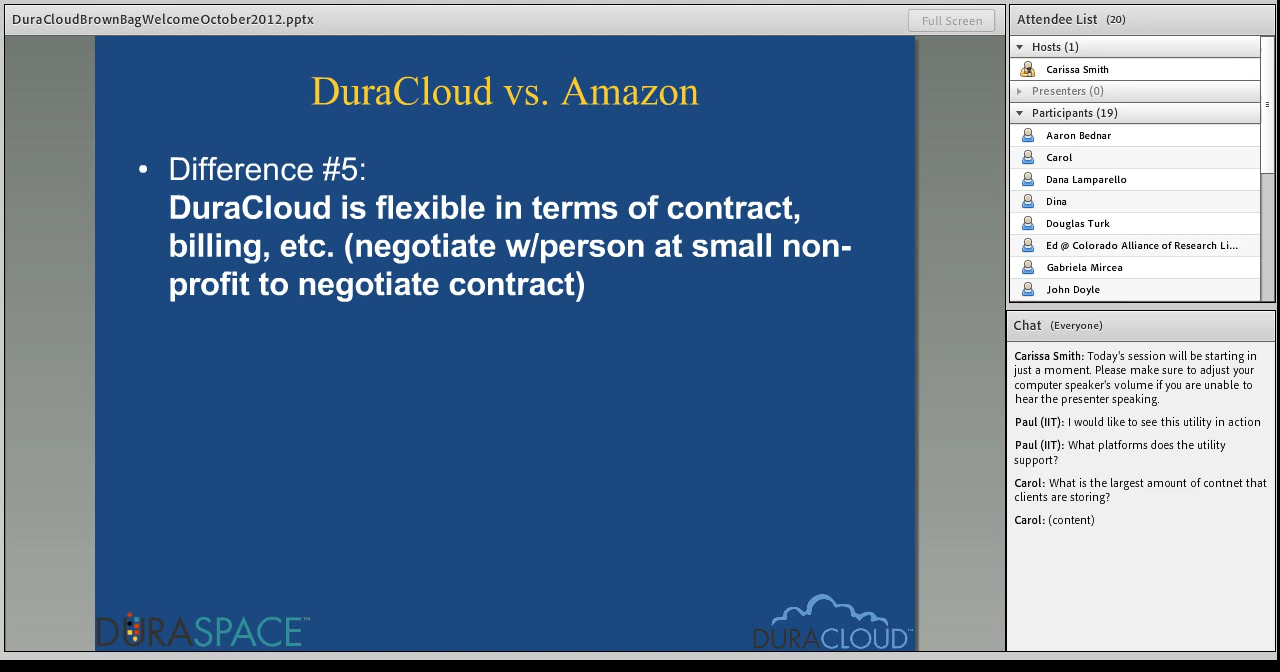 DuraCloudBrownBagWelcomeOctober2012.pptx
Full Screen
DuraCloud vs. Amazon
• Difference #5:
DuraCloud is flexible in terms of contract,
billing, etc. (negotiate w/person at small non-
profit to negotiate contract)
DURASPACE™
DURACLOUD™
Attendee List (20)
Hosts (1)
Carissa Smith
Presenters (0)
Participants (19)
Aaron Bednar
Carol
Dana Lamparello
Dina
Douglas Turk
Ed @ Colorado Alliance of Research Li...
Gabriela Mircea
John Doyle
Chat (Everyone)
Carissa Smith: Today's session will be starting in
just a moment. Please make sure to adjust your
computer speaker's volume if you are unable to
hear the presenter speaking.
Paul (IIT): I would like to see this utility in action
Paul (IIT): What platforms does the utility
support?
Carol: What is the largest amount of contnet that
clients are storing?
Carol: (content)